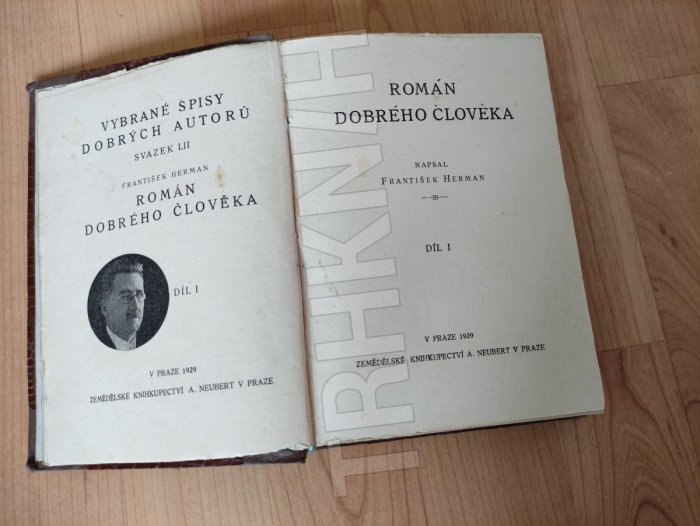 VYBRANÉ SPISY
DOBRÝCH AUTORŮ
SVAZEK LII
FRANTIŠEK HERMAN
ROMÁN
DOBRÉHO ČLOVĚKA
DÍL I
V PRAZE 1929
ZEMĚDĚLSKÉ KNIHKUPECTVÍ A. NEUBERT V PRAZE
ROMÁN
DOBRÉHO ČLOVĚKA
NAPSAL
FRANTIŠEK HERMAN
DÍL I
V PRAZE 1929
ZEMĚDĚLSKÉ KNIHKUPECTVÍ A. NEUBERT V PRAZE
TRHKNIH